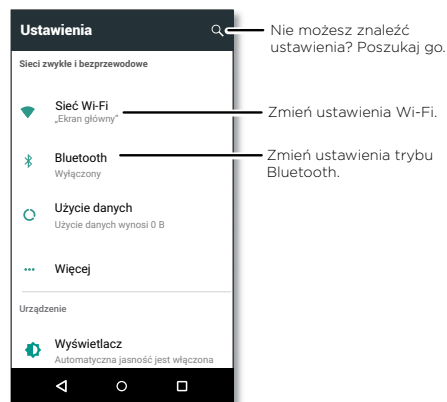 Ustawienia
Nie możesz znaleźć
ustawienia? Poszukaj go.
Sieci zwykłe i bezprzewodowe
Sieć Wi-Fi
„Ekran główny”
Zmień ustawienia Wi-Fi.
Bluetooth
Wyłączony
Zmień ustawienia trybu
Bluetooth.
Użycie danych
Użycie danych wynosi 0 B
Więcej
Urządzenie
Wyświetlacz
Automatyczna jasność jest włączona